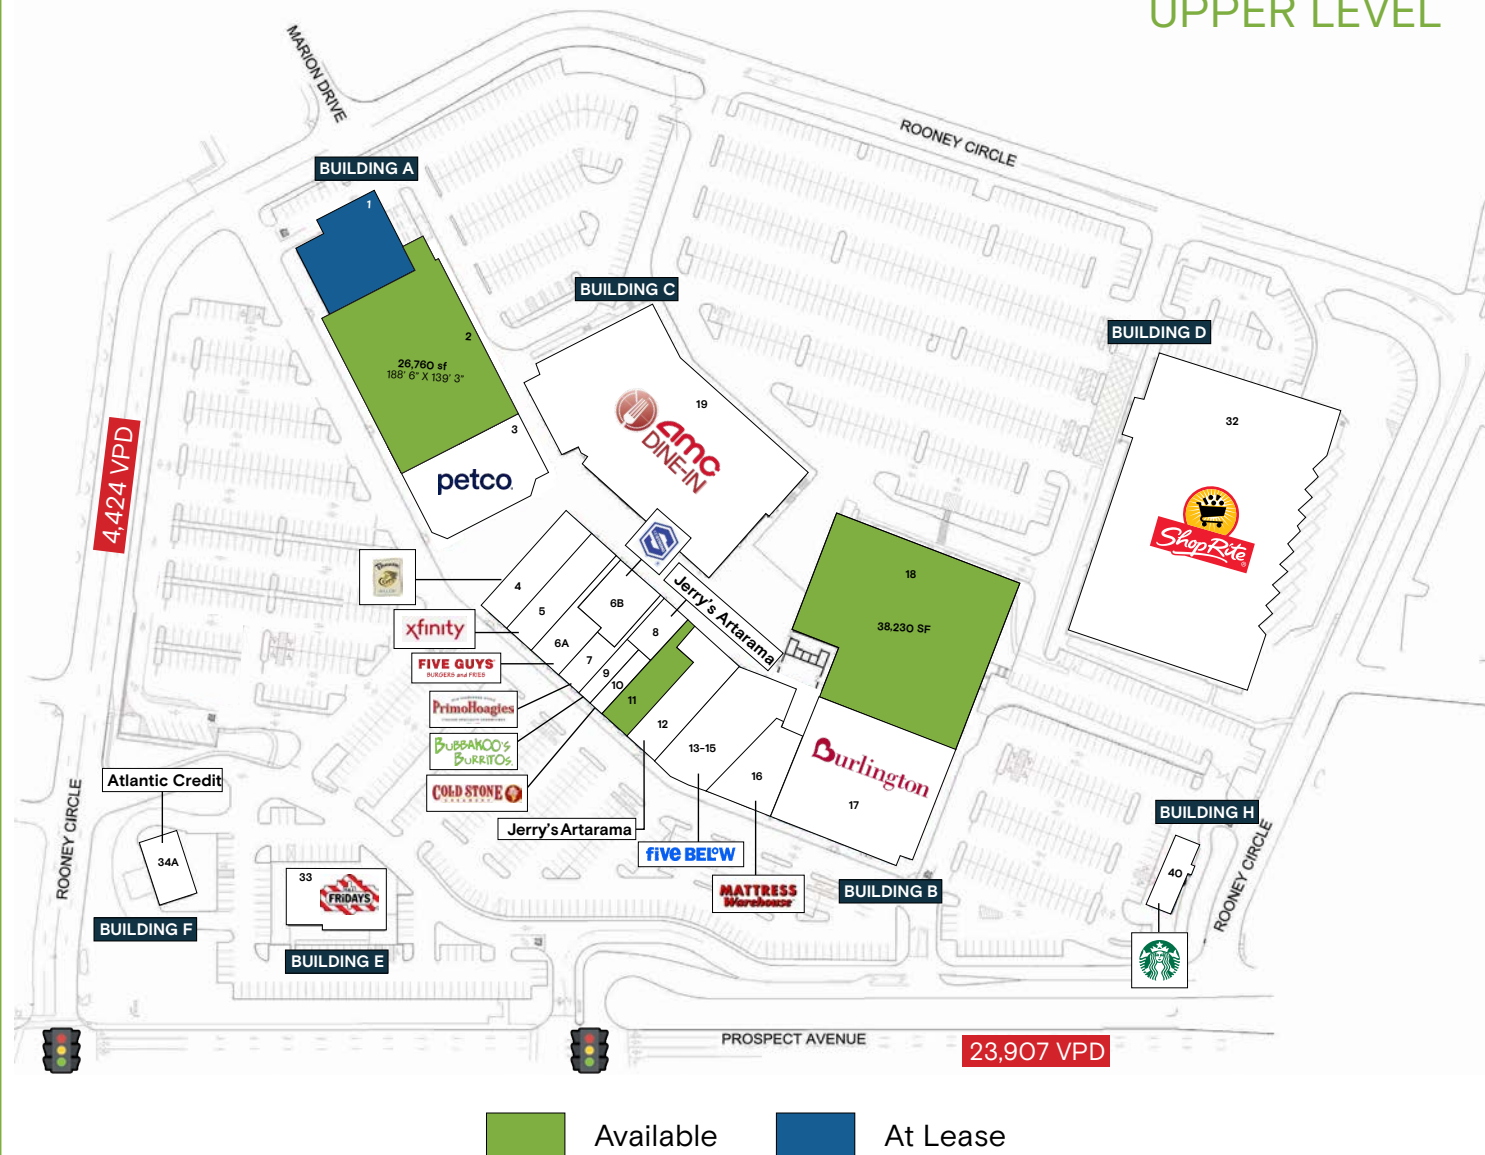 UPPER LEVEL
MARION DRIVE
ROONEY CIRCLE
BUILDING A
1
2
26,760 sf
188' 6" X 139' 3"
3
petco
BUILDING C
19
amc
DINE-IN
BUILDING D
32
ShopRite
4,424 VPD
18
38,230 SF
4
5
6B
6A
8
7
9
10
11
12
13-15
16
17
Jerry's Artarama
xfinity
FIVE GUYS
BURGERS and FRIES
PrimoHoagies
BUBBAKOO'S
BURRITOS
COLD STONE
CREAMERY
Jerry's Artarama
five BELOW
MATTRESS
Warehouse
Burlington
BUILDING B
Atlantic Credit
34A
BUILDING F
33
FRIDAYS
BUILDING E
BUILDING H
40
ROONEY CIRCLE
ROONEY CIRCLE
PROSPECT AVENUE
23,907 VPD
Available
At Lease